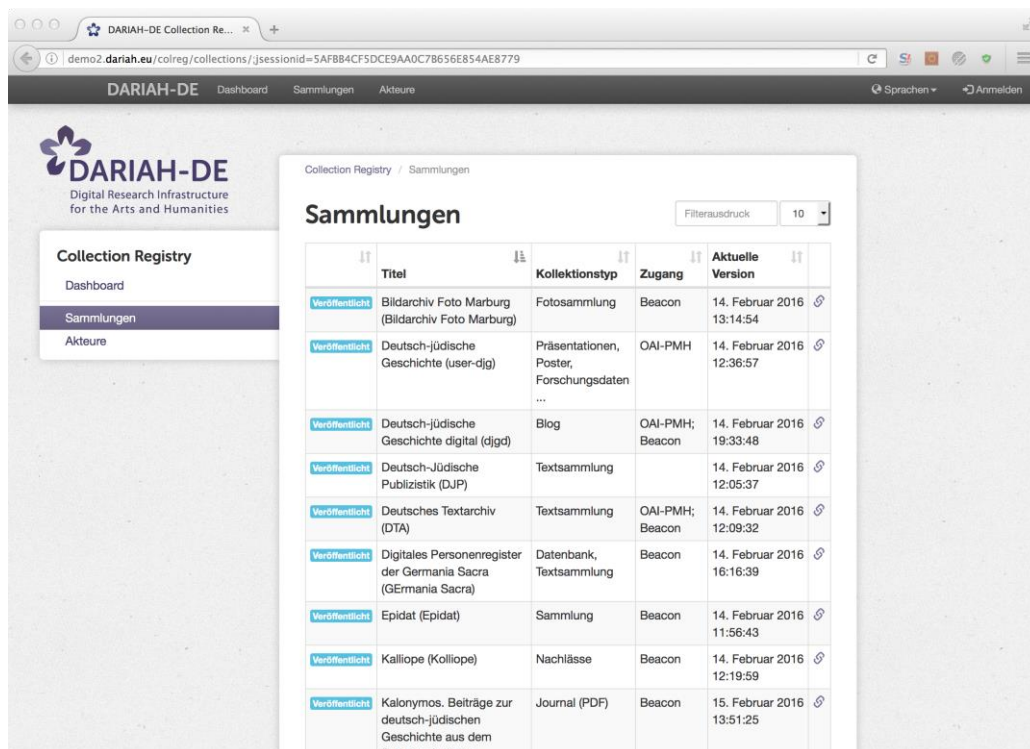 DARIAH-DE Collection Re... × +
demo2.dariah.eu/colreg/collections/;jsessionid=5AFBB4CF5DCE9AA0C7B656E854AE8779
DARIAH-DE Dashboard Sammlungen Akteure Sprachen Anmelden
DARIAH-DE
Digital Research Infrastructure
for the Arts and Humanities
Collection Registry
Dashboard
Sammlungen
Akteure
Collection Registry / Sammlungen
Sammlungen
Filterausdruck 10
Titel Kollektionstyp Zugang Aktuelle Version
Veröffentlicht Bildarchiv Foto Marburg Fotosammlung Beacon 14. Februar 2016
(Bildarchiv Foto Marburg) 13:14:54
Veröffentlicht Deutsch-jüdische Präsentationen, OAI-PMH 14. Februar 2016
Geschichte (user-djg) Poster, 12:36:57
Forschungsdaten
...
Veröffentlicht Deutsch-jüdische Blog OAI-PMH; 14. Februar 2016
Geschichte digital (djgd) Beacon 19:33:48
Veröffentlicht Deutsch-Jüdische Textsammlung 14. Februar 2016
Publizistik (DJP) 12:05:37
Veröffentlicht Deutsches Textarchiv Textsammlung OAI-PMH; 14. Februar 2016
(DTA) Beacon 12:09:32
Veröffentlicht Digitales Personenregister Datenbank, Beacon 14. Februar 2016
der Germania Sacra Textsammlung 16:16:39
(GErmania Sacra)
Veröffentlicht Epidat (Epidat) Sammlung Beacon 14. Februar 2016
11:56:43
Veröffentlicht Kalliope (Kolliope) Nachlässe Beacon 14. Februar 2016
12:19:59
Veröffentlicht Kalonymos. Beiträge zur Journal (PDF) Beacon 15. Februar 2016
deutsch-jüdischen 13:51:25
Geschichte aus dem